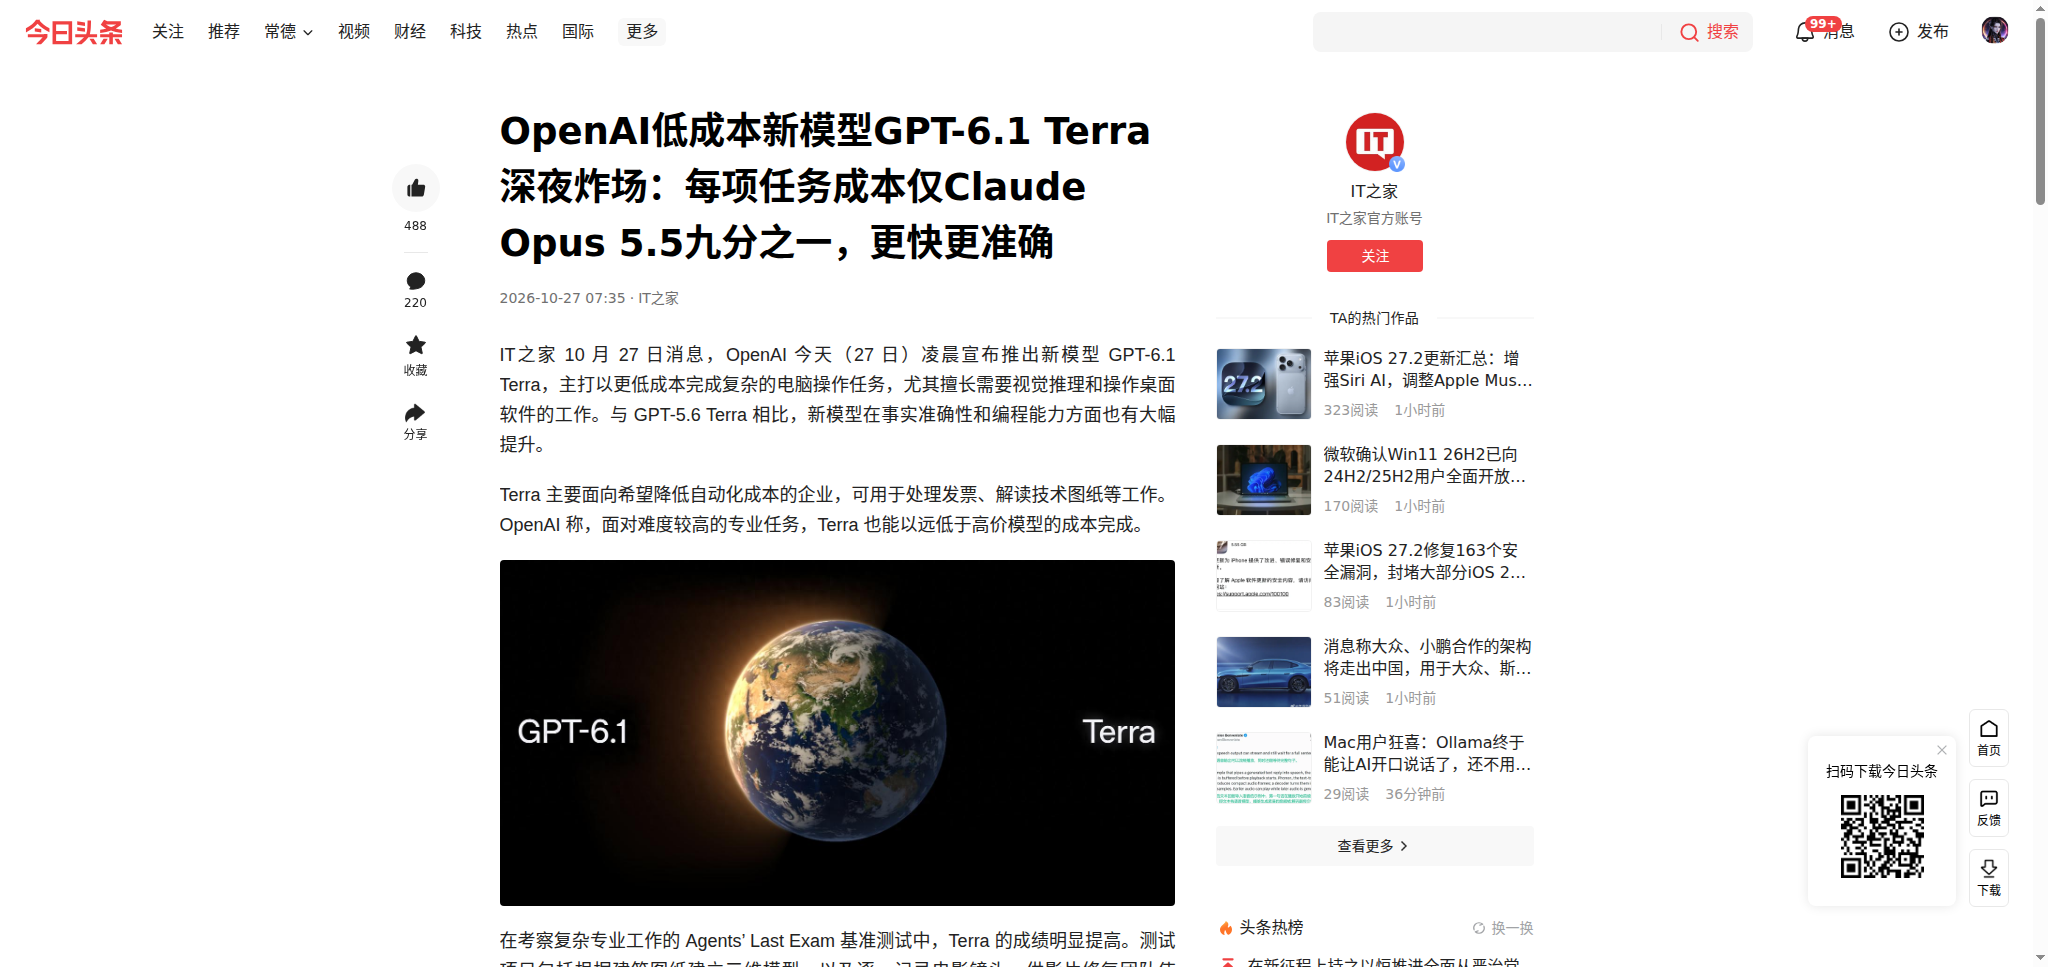 今日头条
关注 推荐 常德 视频 财经 科技 热点 国际 更多
搜索
99+
消息
发布
OpenAI低成本新模型GPT-6.1 Terra
深夜炸场：每项任务成本仅Claude
Opus 5.5九分之一，更快更准确
2026-10-27 07:35 · IT之家
488
220
收藏
分享
IT之家 10 月 27 日消息，OpenAI 今天（27 日）凌晨宣布推出新模型 GPT-6.1
Terra，主打以更低成本完成复杂的电脑操作任务，尤其擅长需要视觉推理和操作桌面
软件的工作。与 GPT-5.6 Terra 相比，新模型在事实准确性和编程能力方面也有大幅
提升。
Terra 主要面向希望降低自动化成本的企业，可用于处理发票、解读技术图纸等工作。
OpenAI 称，面对难度较高的专业任务，Terra 也能以远低于高价模型的成本完成。
GPT-6.1
Terra
在考察复杂专业工作的 Agents’ Last Exam 基准测试中，Terra 的成绩明显提高。测试
IT
V
IT之家
IT之家官方账号
关注
TA的热门作品
27.2
苹果iOS 27.2更新汇总：增
强Siri AI，调整Apple Mus...
323阅读 1小时前
微软确认Win11 26H2已向
24H2/25H2用户全面开放...
170阅读 1小时前
苹果iOS 27.2修复163个安
全漏洞，封堵大部分iOS 2...
83阅读 1小时前
消息称大众、小鹏合作的架构
将走出中国，用于大众、斯...
51阅读 1小时前
Mac用户狂喜：Ollama终于
能让AI开口说话了，还不用...
29阅读 36分钟前
查看更多
头条热榜
换一换
在新征程上持之以恒推进全面从严治党
扫码下载今日头条
首页
反馈
下载